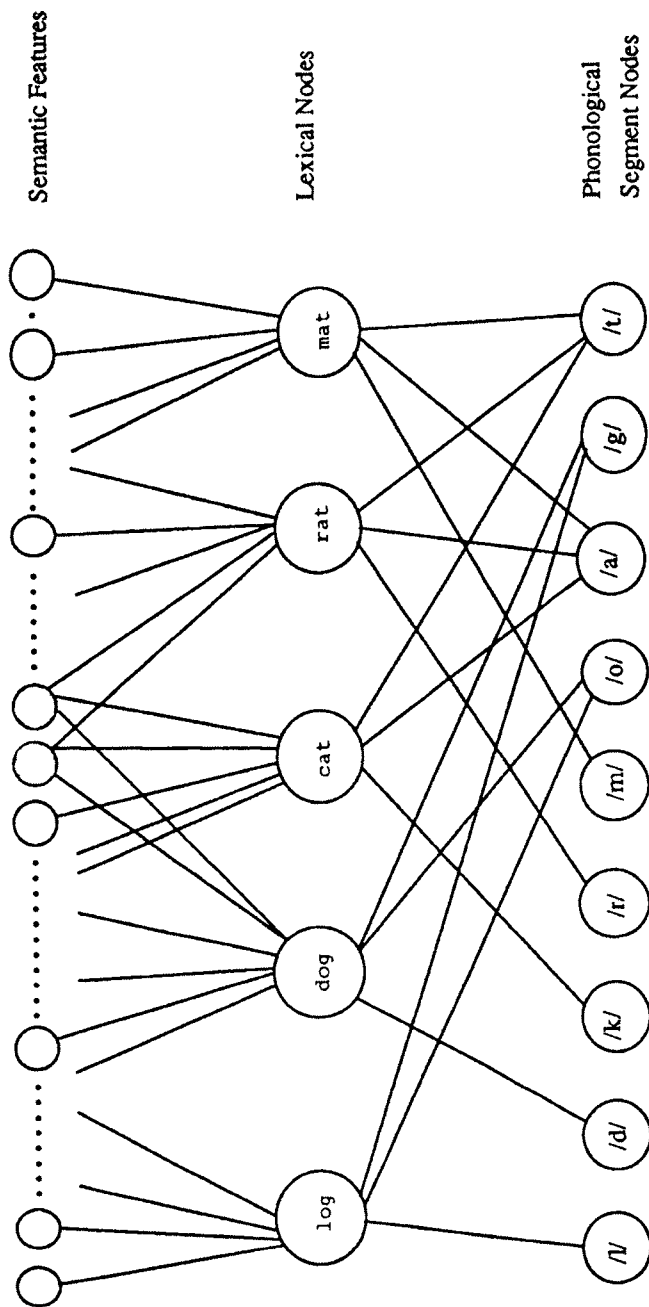 Semantic Features
Lexical Nodes
Phonological
Segment Nodes
log
dog
cat
rat
mat
/l/
/d/
/k/
/r/
/m/
/o/
/a/
/g/
/t/